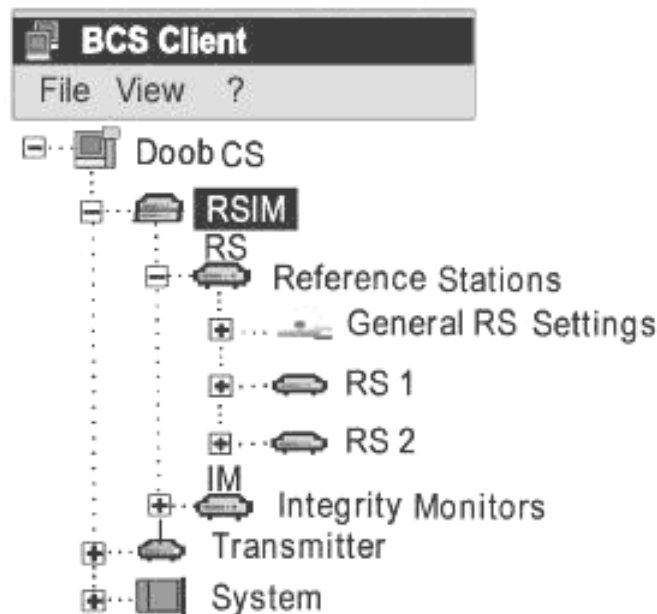 BCS Client
File View ?
Doob CS
RSIM
RS
Reference Stations
General RS Settings
RS 1
RS 2
IM
Integrity Monitors
Transmitter
System